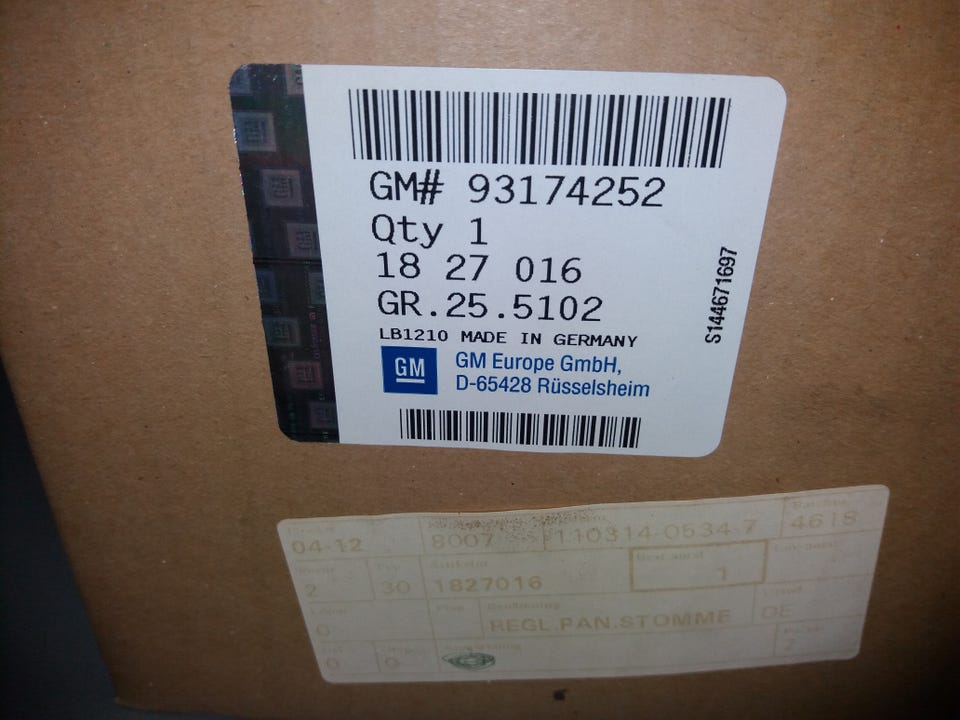 GM# 93174252
Qty 1
18 27 016
GR.25.5102
LB1210 MADE IN GERMANY
GM
GM Europe GmbH,
D-65428 Rüsselsheim
S144671697
04-12 8007 110314-0534-7 4618
2 30 1827016 1
0 REGL.PAN.STOMME DE
0 0 7